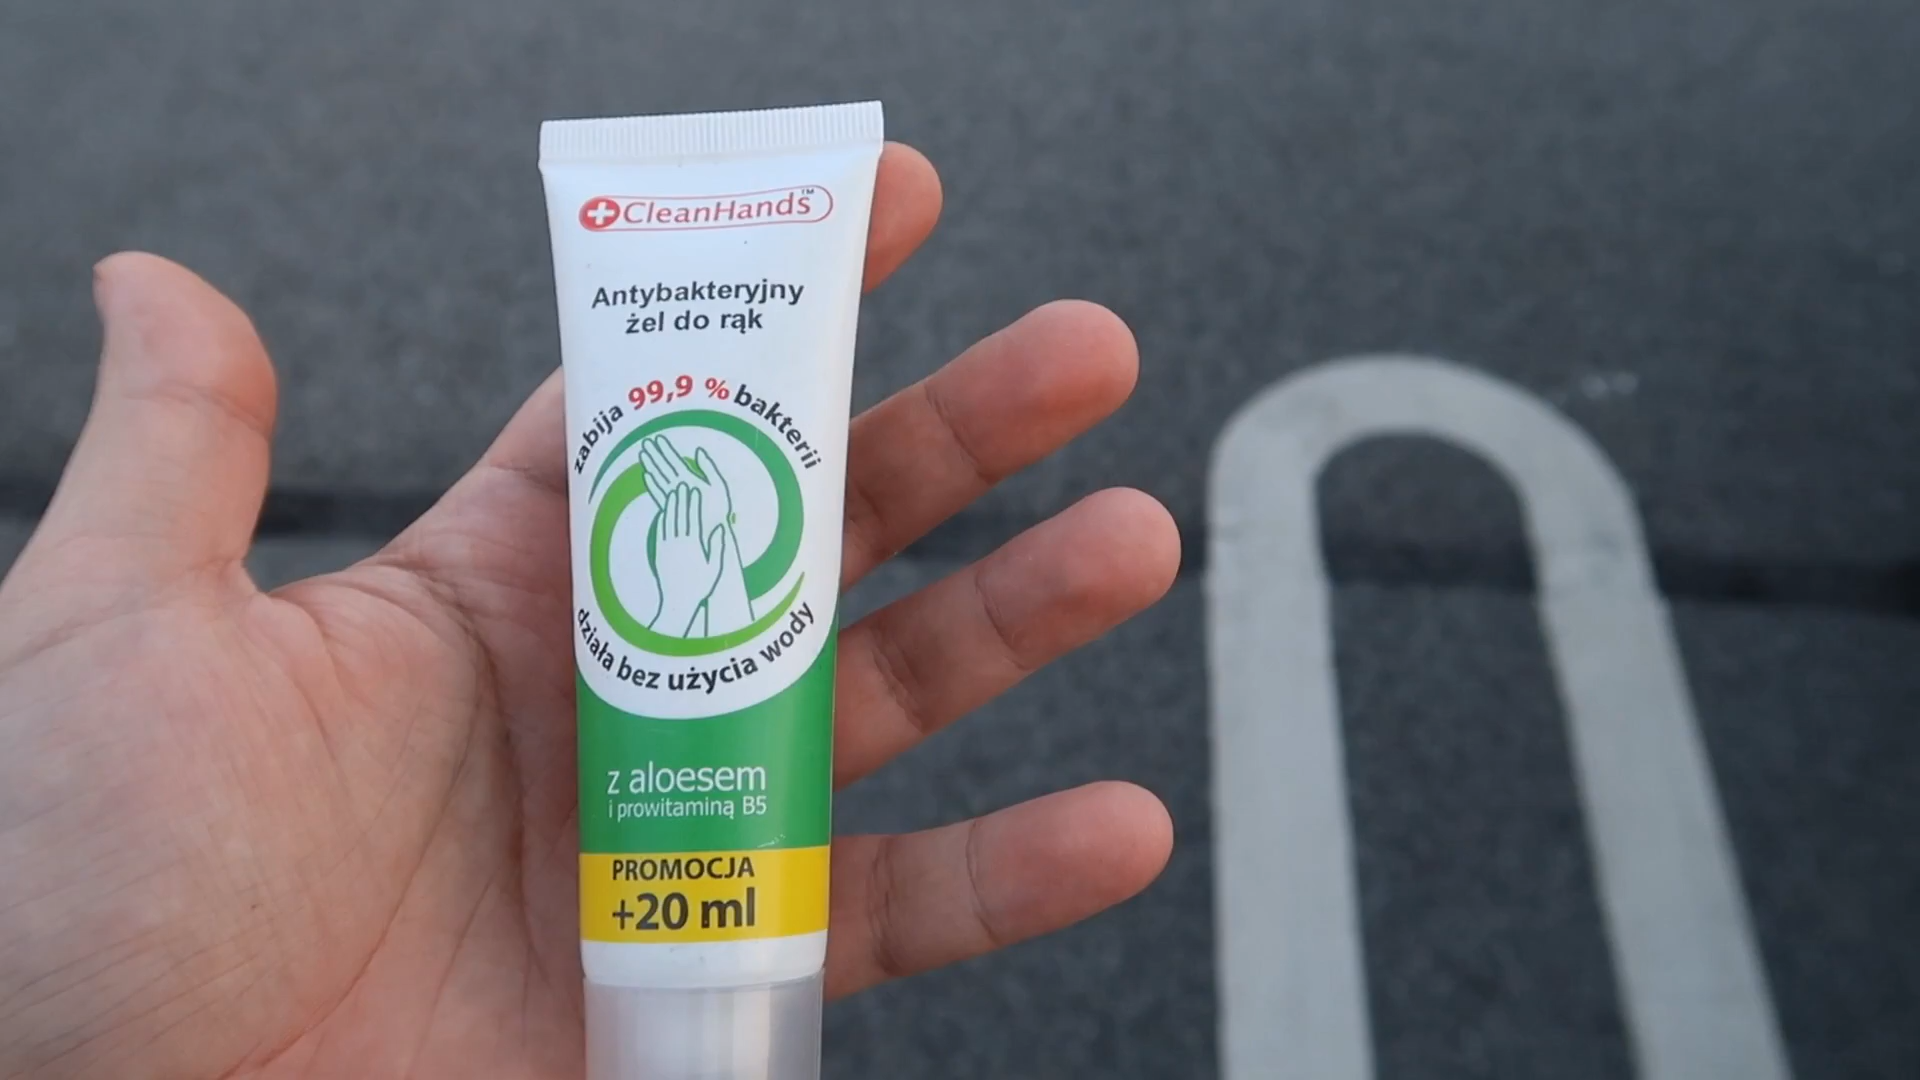 CleanHands™
Antybakteryjny
żel do rąk
zabija 99,9 % bakterii
działa bez użycia wody
z aloesem
i prowitaminą B5
PROMOCJA
+20 ml